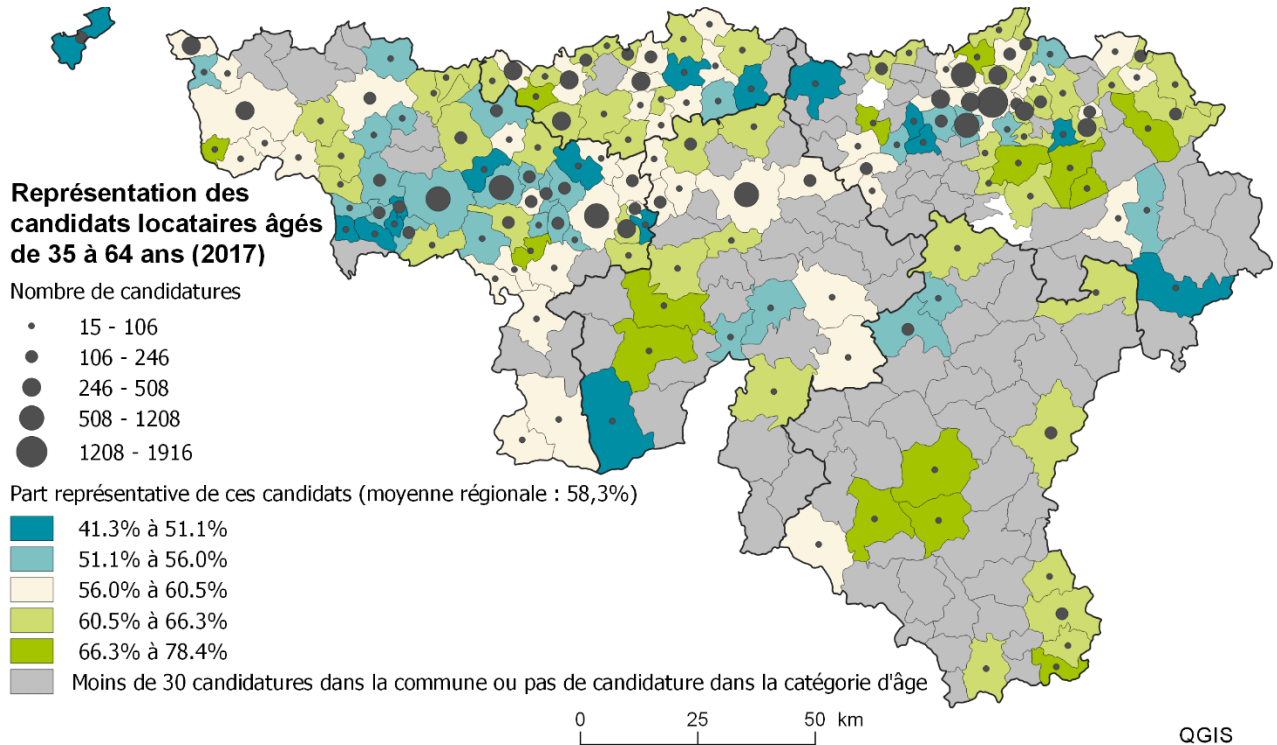 Représentation des
candidats locataires âgés
de 35 à 64 ans (2017)
Nombre de candidatures
15 - 106
106 - 246
246 - 508
508 - 1208
1208 - 1916
Part représentative de ces candidats (moyenne régionale : 58,3%)
41.3% à 51.1%
51.1% à 56.0%
56.0% à 60.5%
60.5% à 66.3%
66.3% à 78.4%
Moins de 30 candidatures dans la commune ou pas de candidature dans la catégorie d'âge
0 25 50 km
QGIS